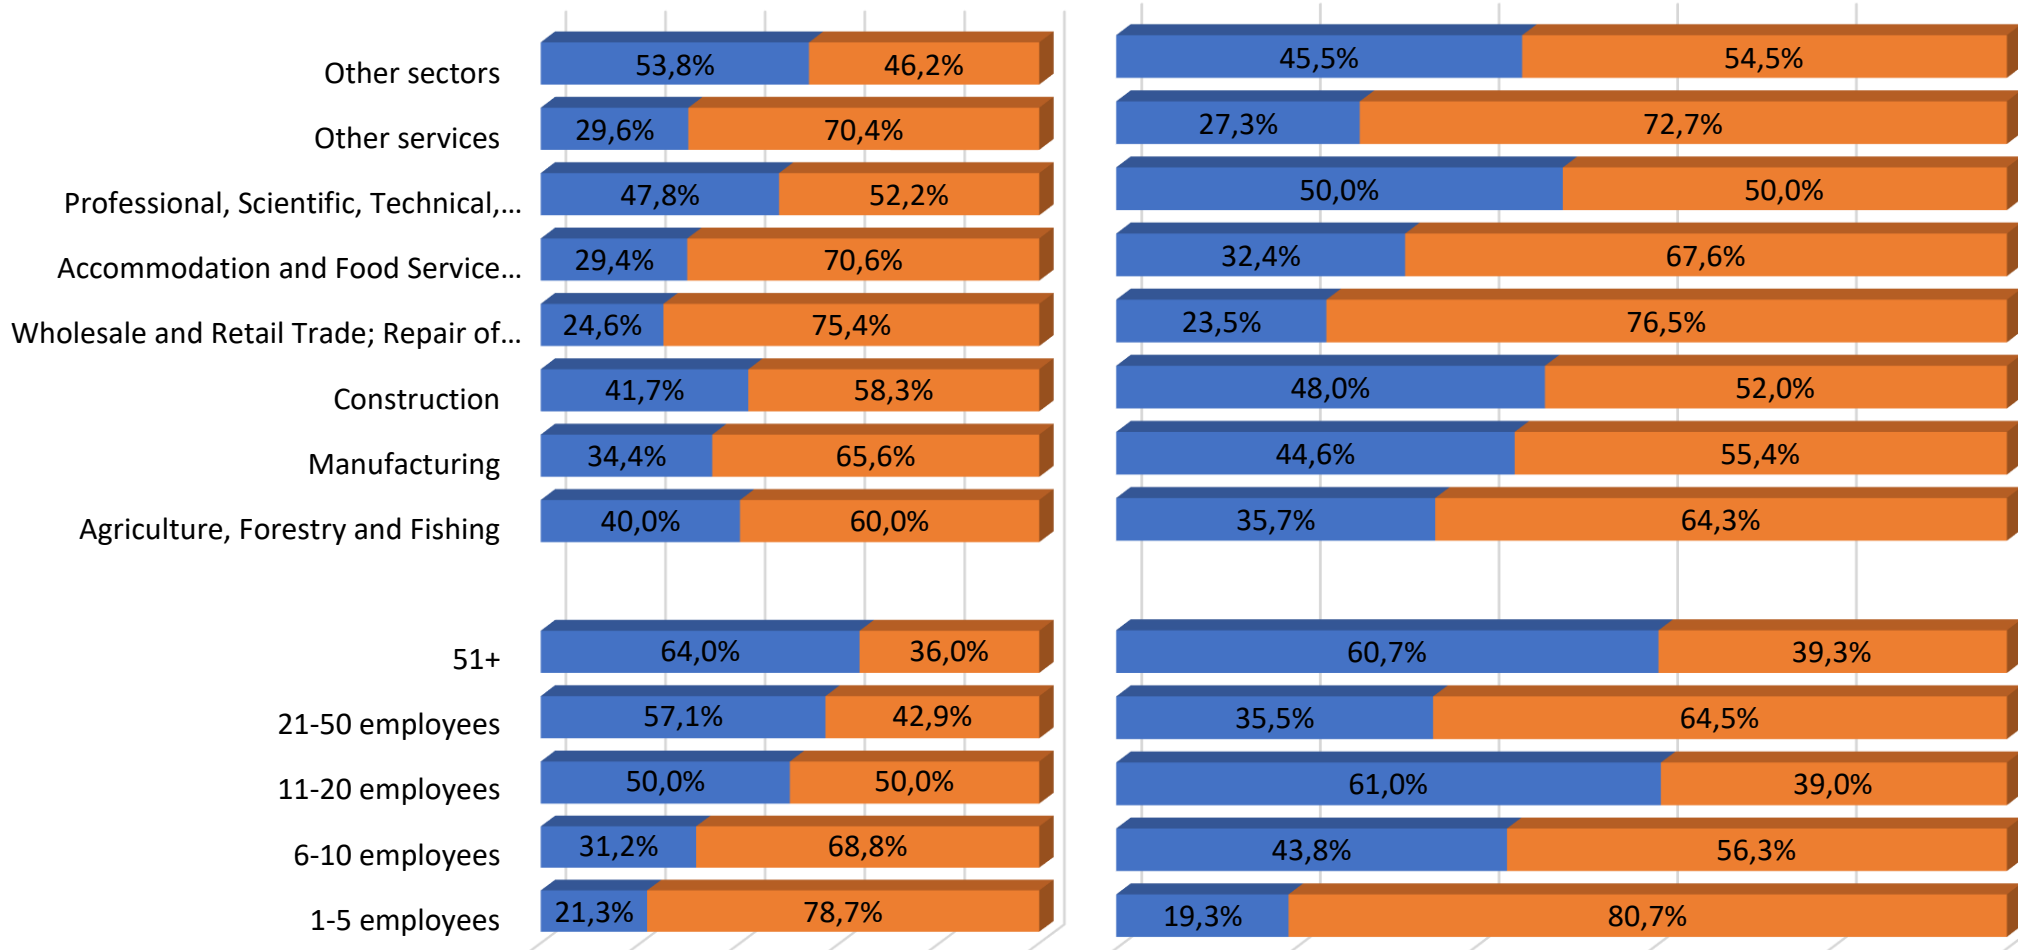 Other sectors 53,8% 46,2% 45,5% 54,5%
Other services 29,6% 70,4% 27,3% 72,7%
Professional, Scientific, Technical,… 47,8% 52,2% 50,0% 50,0%
Accommodation and Food Service… 29,4% 70,6% 32,4% 67,6%
Wholesale and Retail Trade; Repair of… 24,6% 75,4% 23,5% 76,5%
Construction 41,7% 58,3% 48,0% 52,0%
Manufacturing 34,4% 65,6% 44,6% 55,4%
Agriculture, Forestry and Fishing 40,0% 60,0% 35,7% 64,3%
51+ 64,0% 36,0% 60,7% 39,3%
21-50 employees 57,1% 42,9% 35,5% 64,5%
11-20 employees 50,0% 50,0% 61,0% 39,0%
6-10 employees 31,2% 68,8% 43,8% 56,3%
1-5 employees 21,3% 78,7% 19,3% 80,7%